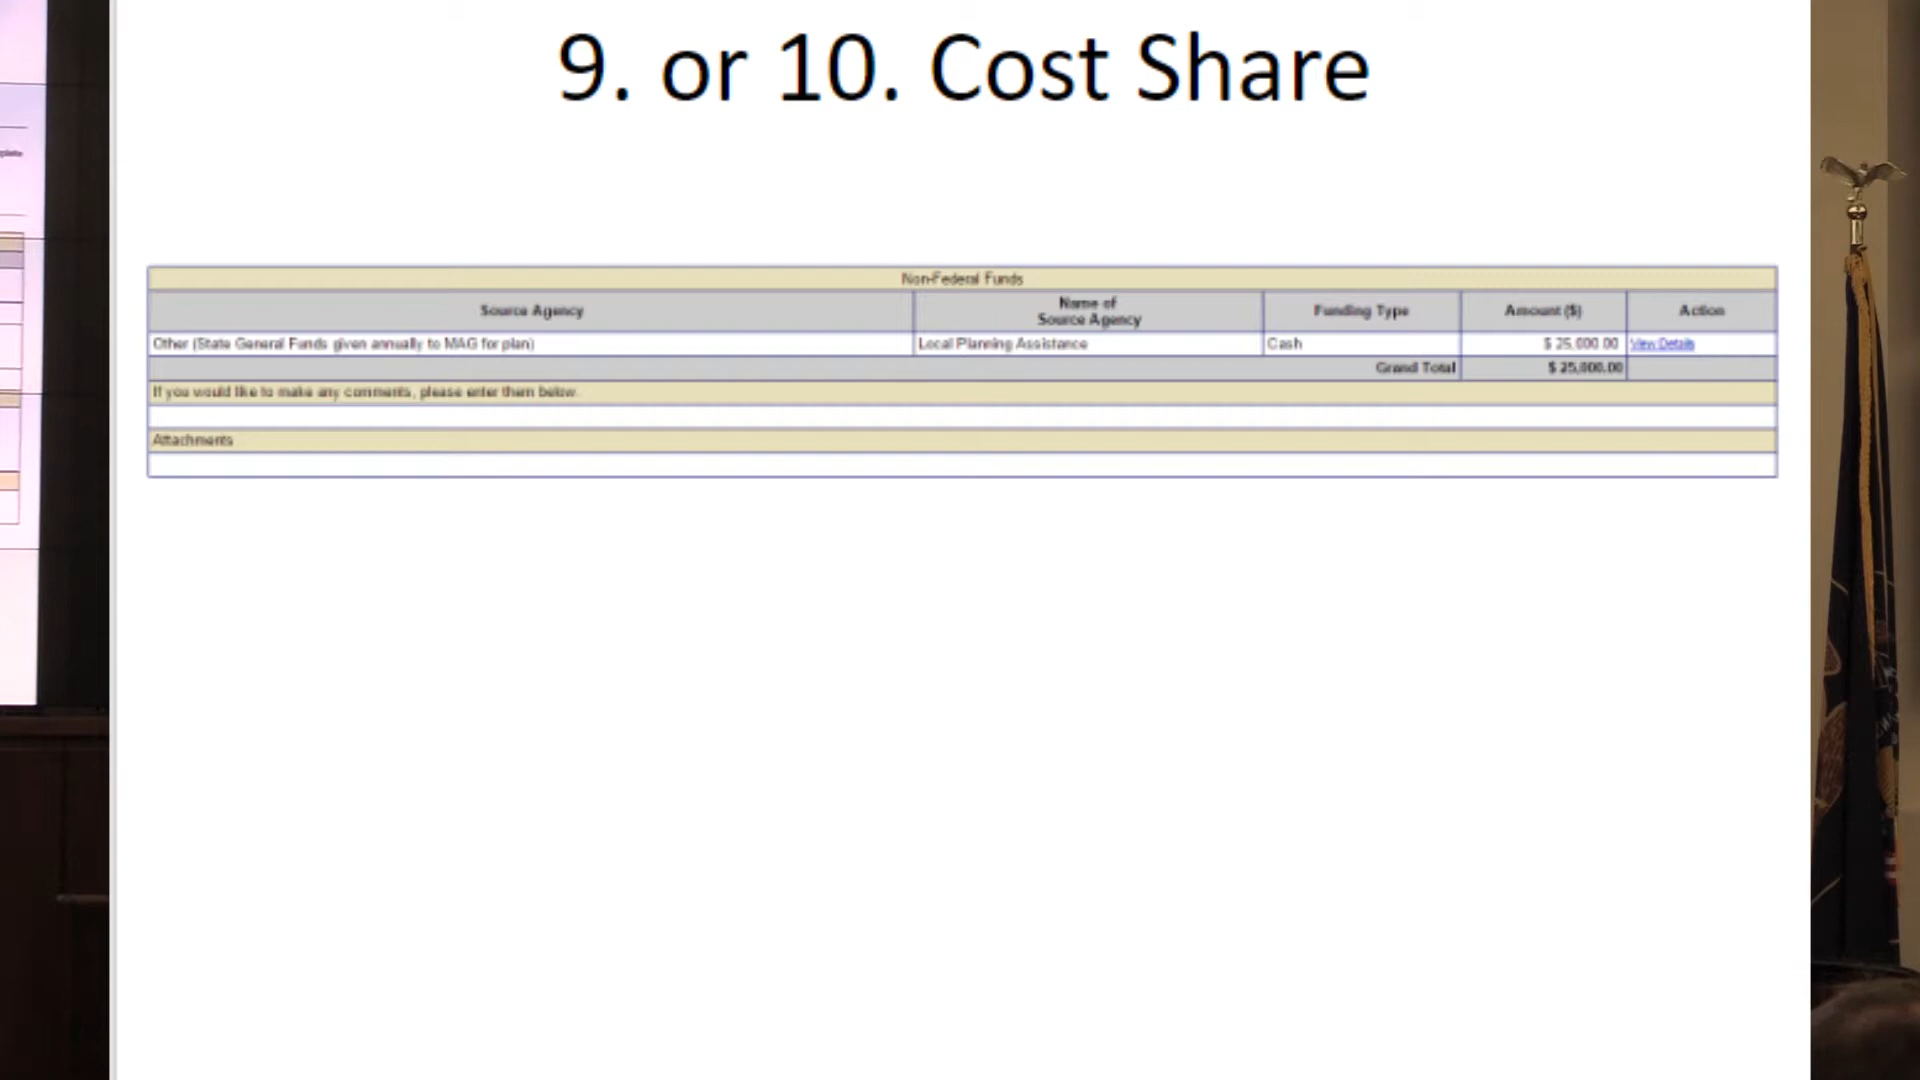 9. or 10. Cost Share
plate
Non-Federal Funds
Source Agency
Name of
Source Agency
Funding Type
Amount ($)
Action
Other (State General Funds given annually to MAG for plan)
Local Planning Assistance
Cash
$ 25,000.00
View Details
Grand Total
$ 25,000.00
If you would like to make any comments, please enter them below.
Attachments